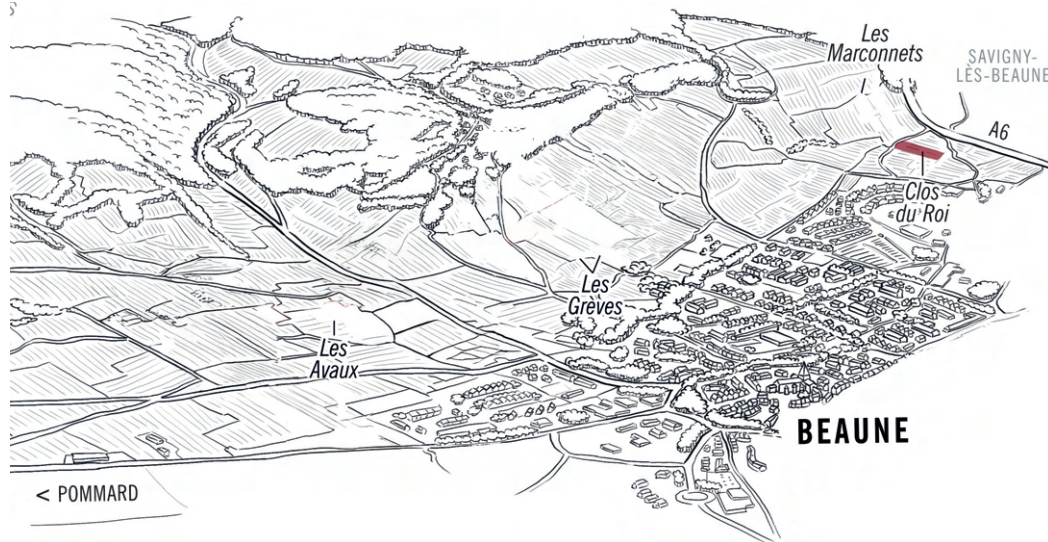 S
Les
Marconnets
SAVIGNY-
LÈS-BEAUNE
A6
Clos
du Roi
Les
Grèves
Les
Avaux
BEAUNE
< POMMARD